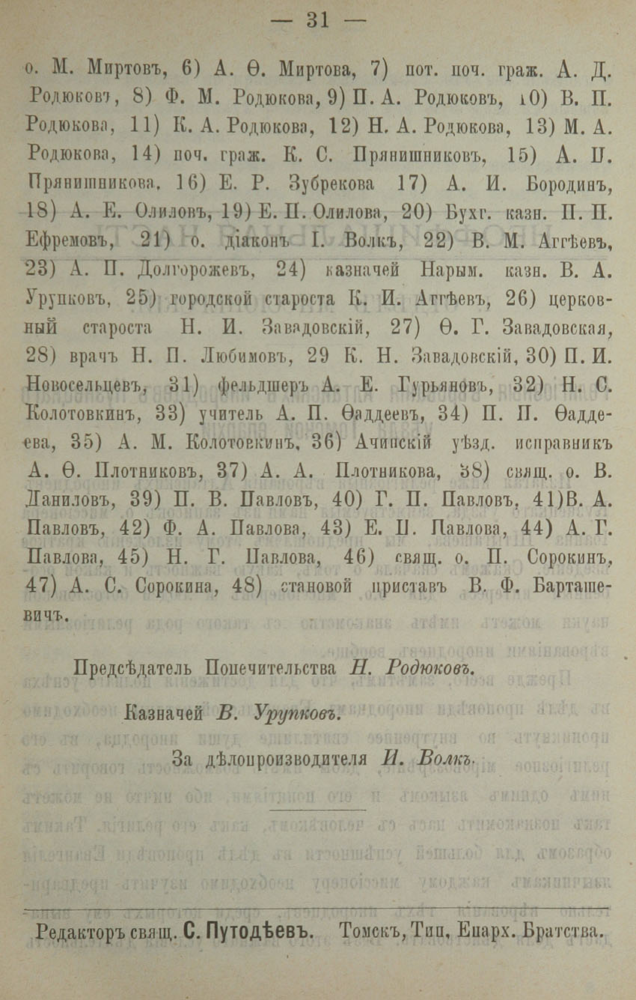 — 31 —
о. М. Миртовъ, 6) А. Ѳ. Миртова, 7) пот. поч. граж. А. Д.
Родюковъ, 8) Ф. М. Родюкова, 9) П. А. Родюковъ, 10) В. П.
Родюкова, 11) К. А. Родюкова, 12) Н. А. Родюкова, 13) М. А.
Родюкова, 14) поч. граж. К. С. Прянишниковъ, 15) А. П.
Прянишникова. 16) Е. Р. Зубрекова 17) А. И. Бородинъ,
18) А. Е. Олиловъ, 19) Е. П. Олилова, 20) Бухг. казн. П. П.
Ефремовъ, 21) о. діаконъ І. Волкъ, 22) В. М. Аггѣевъ,
23) А. П. Долгорожевъ, 24) казначей Нарым. казн. В. А.
Урупковъ, 25) городской староста К. И. Аггѣевъ, 26) церков-
ный староста Н. И. Завадовскій, 27) Ѳ. Г. Завадовская,
28) врачъ Н. П. Любимовъ, 29 К. Н. Завадовскій, 30) П. И.
Новосельцевъ, 31) фельдшеръ А. Е. Гурьяновъ, 32) Н. С.
Колотовкинъ, 33) учитель А. П. Ѳаддеевъ, 34) П. П. Ѳадде-
ева, 35) А. М. Колотовкинъ, 36) Ачинскій уѣзд. исправникъ
А. Ѳ. Плотниковъ, 37) А. А. Плотникова, 38) свящ. о. В.
Даниловъ, 39) П. В. Павловъ, 40) Г. П. Павловъ, 41)В. А.
Павловъ, 42) Ф. А. Павлова, 43) Е. П. Павлова, 44) А. Г.
Павлова, 45) Н. Г. Павлова, 46) свящ. о. П. Сорокинъ,
47) А. С. Сорокина, 48) становой приставъ В. Ф. Барташе-
вичъ.
Предсѣдатель Попечительства Н. Родюковъ.
Казначей В. Урупковъ.
За дѣлопроизводителя И. Волкъ.
Редакторъ свящ. С. Путодѣевъ. Томскъ, Тип. Епарх. Братства.